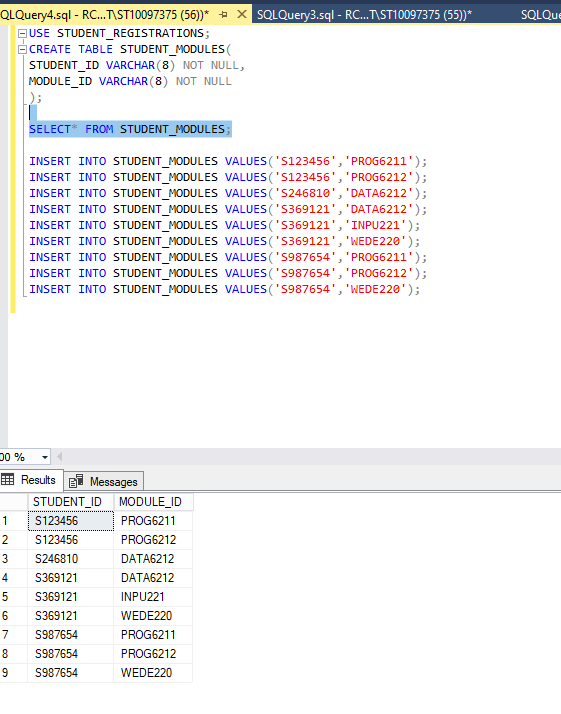 SQLQuery4.sql - RC...T\ST10097375 (56))* SQLQuery3.sql - RC...T\ST10097375 (55))* SQLQue
USE STUDENT_REGISTRATIONS;
CREATE TABLE STUDENT_MODULES(
STUDENT_ID VARCHAR(8) NOT NULL,
MODULE_ID VARCHAR(8) NOT NULL
);
SELECT* FROM STUDENT_MODULES;
INSERT INTO STUDENT_MODULES VALUES('S123456','PROG6211');
INSERT INTO STUDENT_MODULES VALUES('S123456','PROG6212');
INSERT INTO STUDENT_MODULES VALUES('S246810','DATA6212');
INSERT INTO STUDENT_MODULES VALUES('S369121','DATA6212');
INSERT INTO STUDENT_MODULES VALUES('S369121','INPU221');
INSERT INTO STUDENT_MODULES VALUES('S369121','WEDE220');
INSERT INTO STUDENT_MODULES VALUES('S987654','PROG6211');
INSERT INTO STUDENT_MODULES VALUES('S987654','PROG6212');
INSERT INTO STUDENT_MODULES VALUES('S987654','WEDE220');
00 %
Results Messages
STUDENT_ID MODULE_ID
1 S123456 PROG6211
2 S123456 PROG6212
3 S246810 DATA6212
4 S369121 DATA6212
5 S369121 INPU221
6 S369121 WEDE220
7 S987654 PROG6211
8 S987654 PROG6212
9 S987654 WEDE220